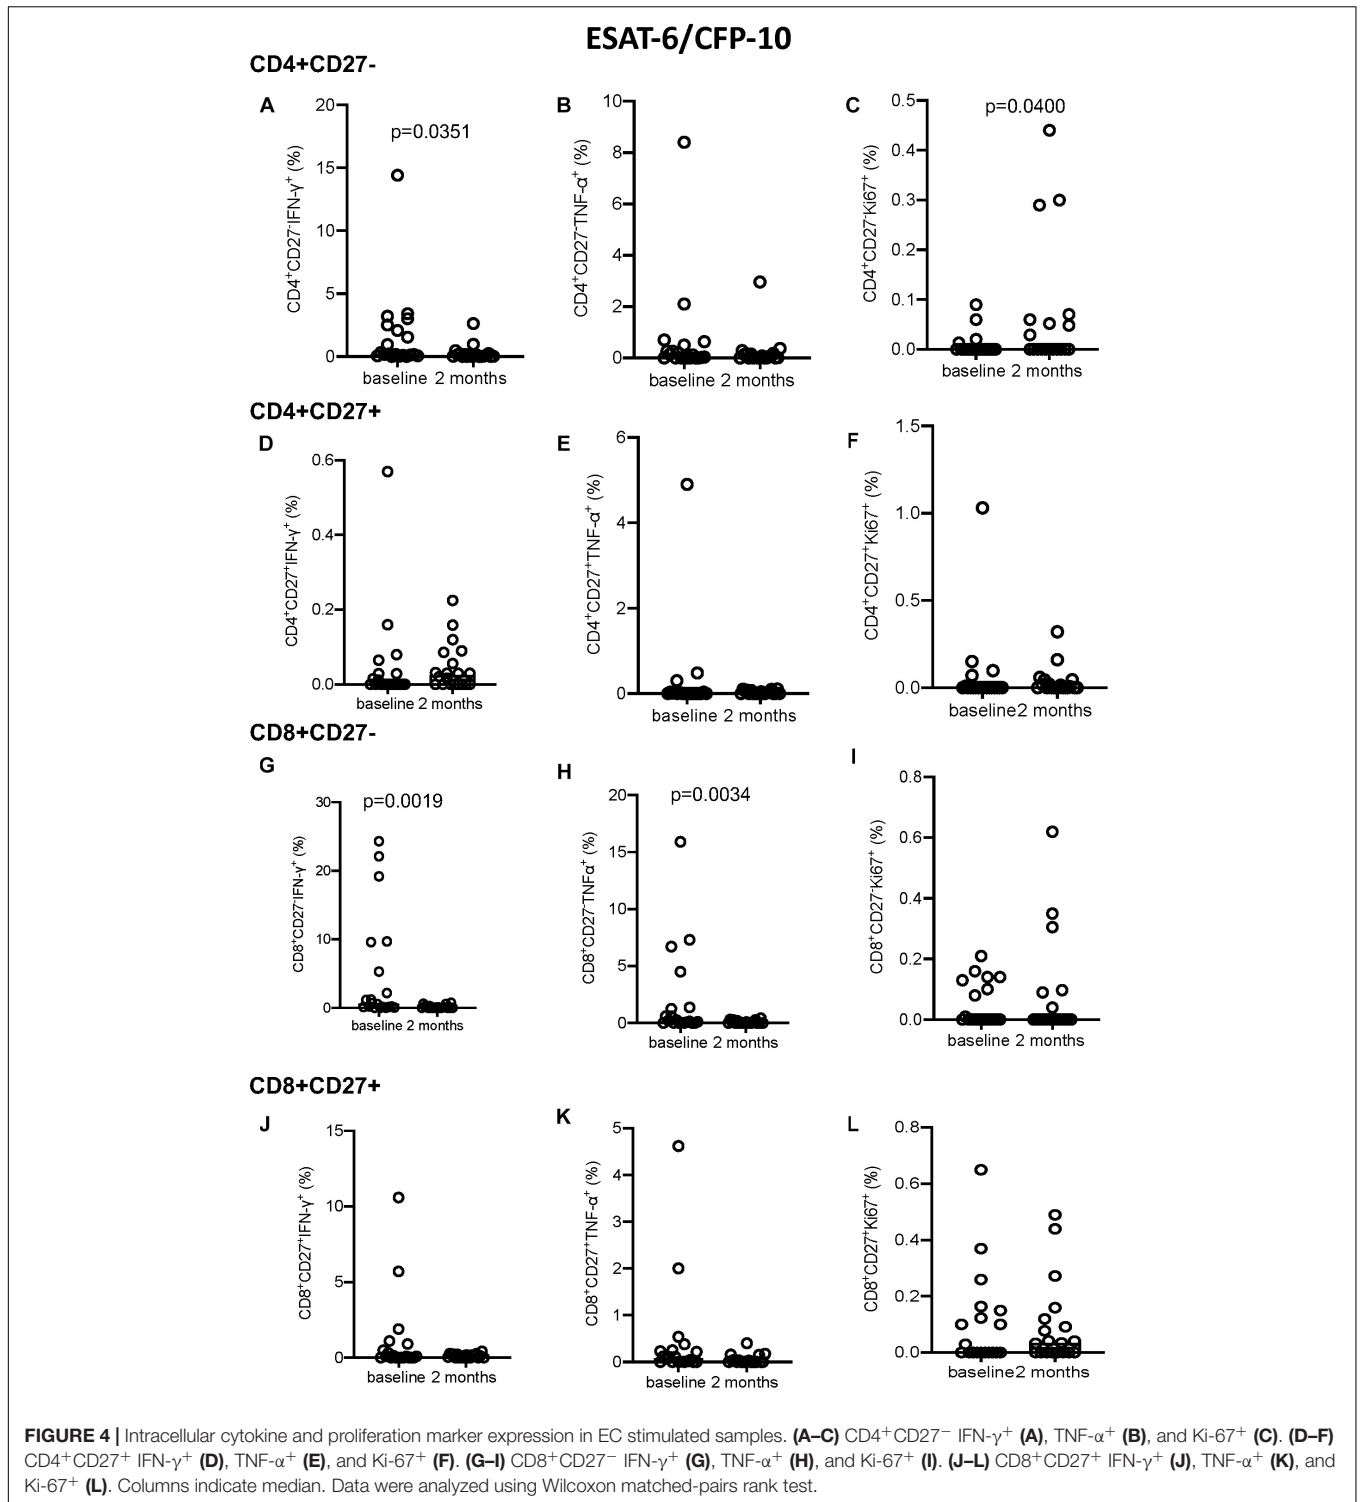 ESAT-6/CFP-10
CD4+CD27-
A
20
15
10
5
0
CD4+CD27-IFN-γ+ (%)
p=0.0351
baseline 2 months
B
10
8
6
4
2
0
CD4+CD27-TNF-α+ (%)
baseline 2 months
C
0.5
0.4
0.3
0.2
0.1
0.0
CD4+CD27-Ki67+ (%)
p=0.0400
baseline 2 months
CD4+CD27+
D
0.6
0.4
0.2
0.0
CD4+CD27+IFN-γ+ (%)
baseline 2 months
E
6
4
2
0
CD4+CD27+TNF-α+ (%)
baseline 2 months
F
1.5
1.0
0.5
0.0
CD4+CD27+Ki67+ (%)
baseline2 months
CD8+CD27-
G
30
20
10
0
CD8+CD27-IFN-γ+ (%)
p=0.0019
baseline 2 months
H
20
15
10
5
0
CD8+CD27-TNFα+ (%)
p=0.0034
baseline 2 months
I
0.8
0.6
0.4
0.2
0.0
CD8+CD27-Ki67+ (%)
baseline 2 months
CD8+CD27+
J
15
10
5
0
CD8+CD27+IFN-γ+ (%)
baseline 2 months
K
5
4
3
2
1
0
CD8+CD27+TNF-α+ (%)
baseline 2 months
L
0.8
0.6
0.4
0.2
0.0
CD8+CD27+Ki67+ (%)
baseline2 months
FIGURE 4 | Intracellular cytokine and proliferation marker expression in EC stimulated samples. (A–C) CD4+CD27− IFN-γ+ (A), TNF-α+ (B), and Ki-67+ (C). (D–F)
CD4+CD27+ IFN-γ+ (D), TNF-α+ (E), and Ki-67+ (F). (G–I) CD8+CD27− IFN-γ+ (G), TNF-α+ (H), and Ki-67+ (I). (J–L) CD8+CD27+ IFN-γ+ (J), TNF-α+ (K), and
Ki-67+ (L). Columns indicate median. Data were analyzed using Wilcoxon matched-pairs rank test.